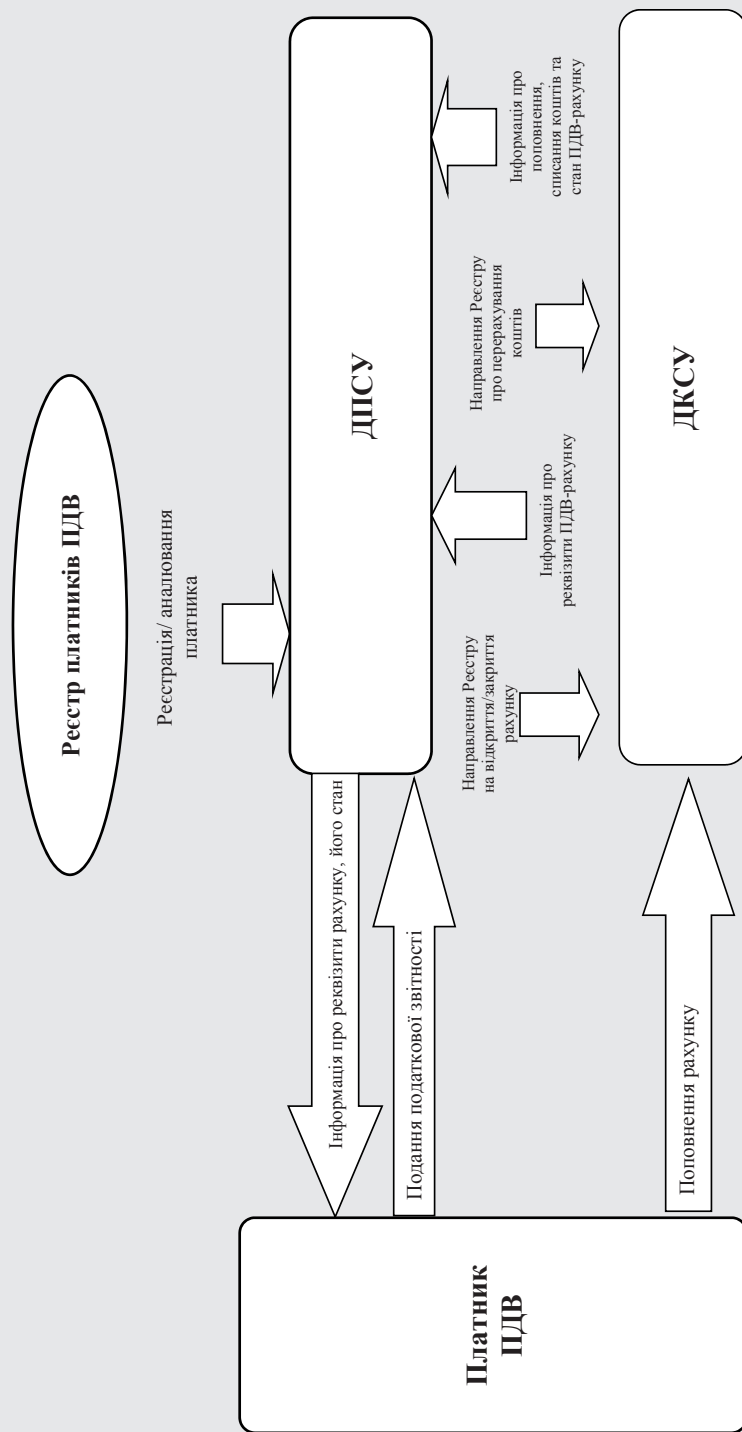 Реєстр платників ПДВ
Реєстрація/ аналювання
платника
ДПСУ
Інформація про реквізити рахунку, його стан
Подання податкової звітності
Направлення Реєстру
на відкриття/закриття
рахунку
Інформація про
реквізити ПДВ-рахунку
Направлення Реєстру
про перерахування
коштів
Інформація про
поповнення,
списання коштів та
стан ПДВ-рахунку
Платник
ПДВ
Поповнення рахунку
ДКСУ